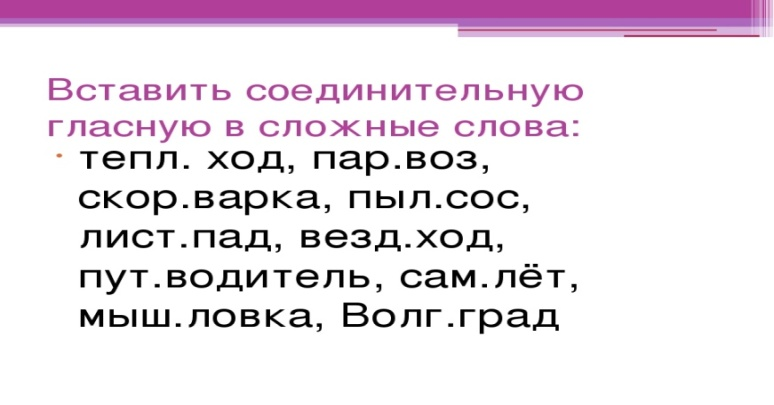 Вставить соединительную
гласную в сложные слова:
• тепл. ход, пар.воз,
скор.варка, пыл.сос,
лист.пад, везд.ход,
пут.водитель, сам.лёт,
мыш.ловка, Волг.град